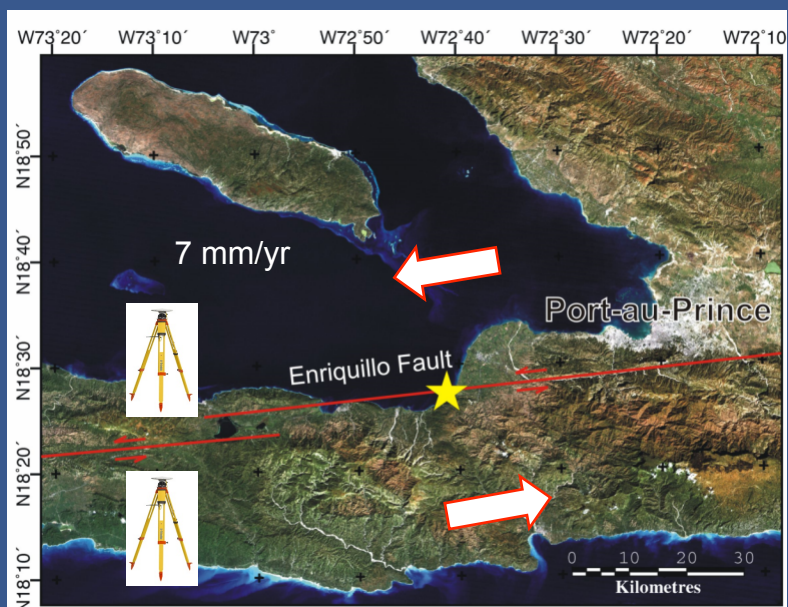 W73˚20´ W73˚10´ W73˚ W72˚50´ W72˚40´ W72˚30´ W72˚20´ W72˚10´
N18˚50´
N18˚40´
7 mm/yr
Port-au-Prince
N18˚30´
Enriquillo Fault
N18˚20´
N18˚10´
0 10 20 30
Kilometres